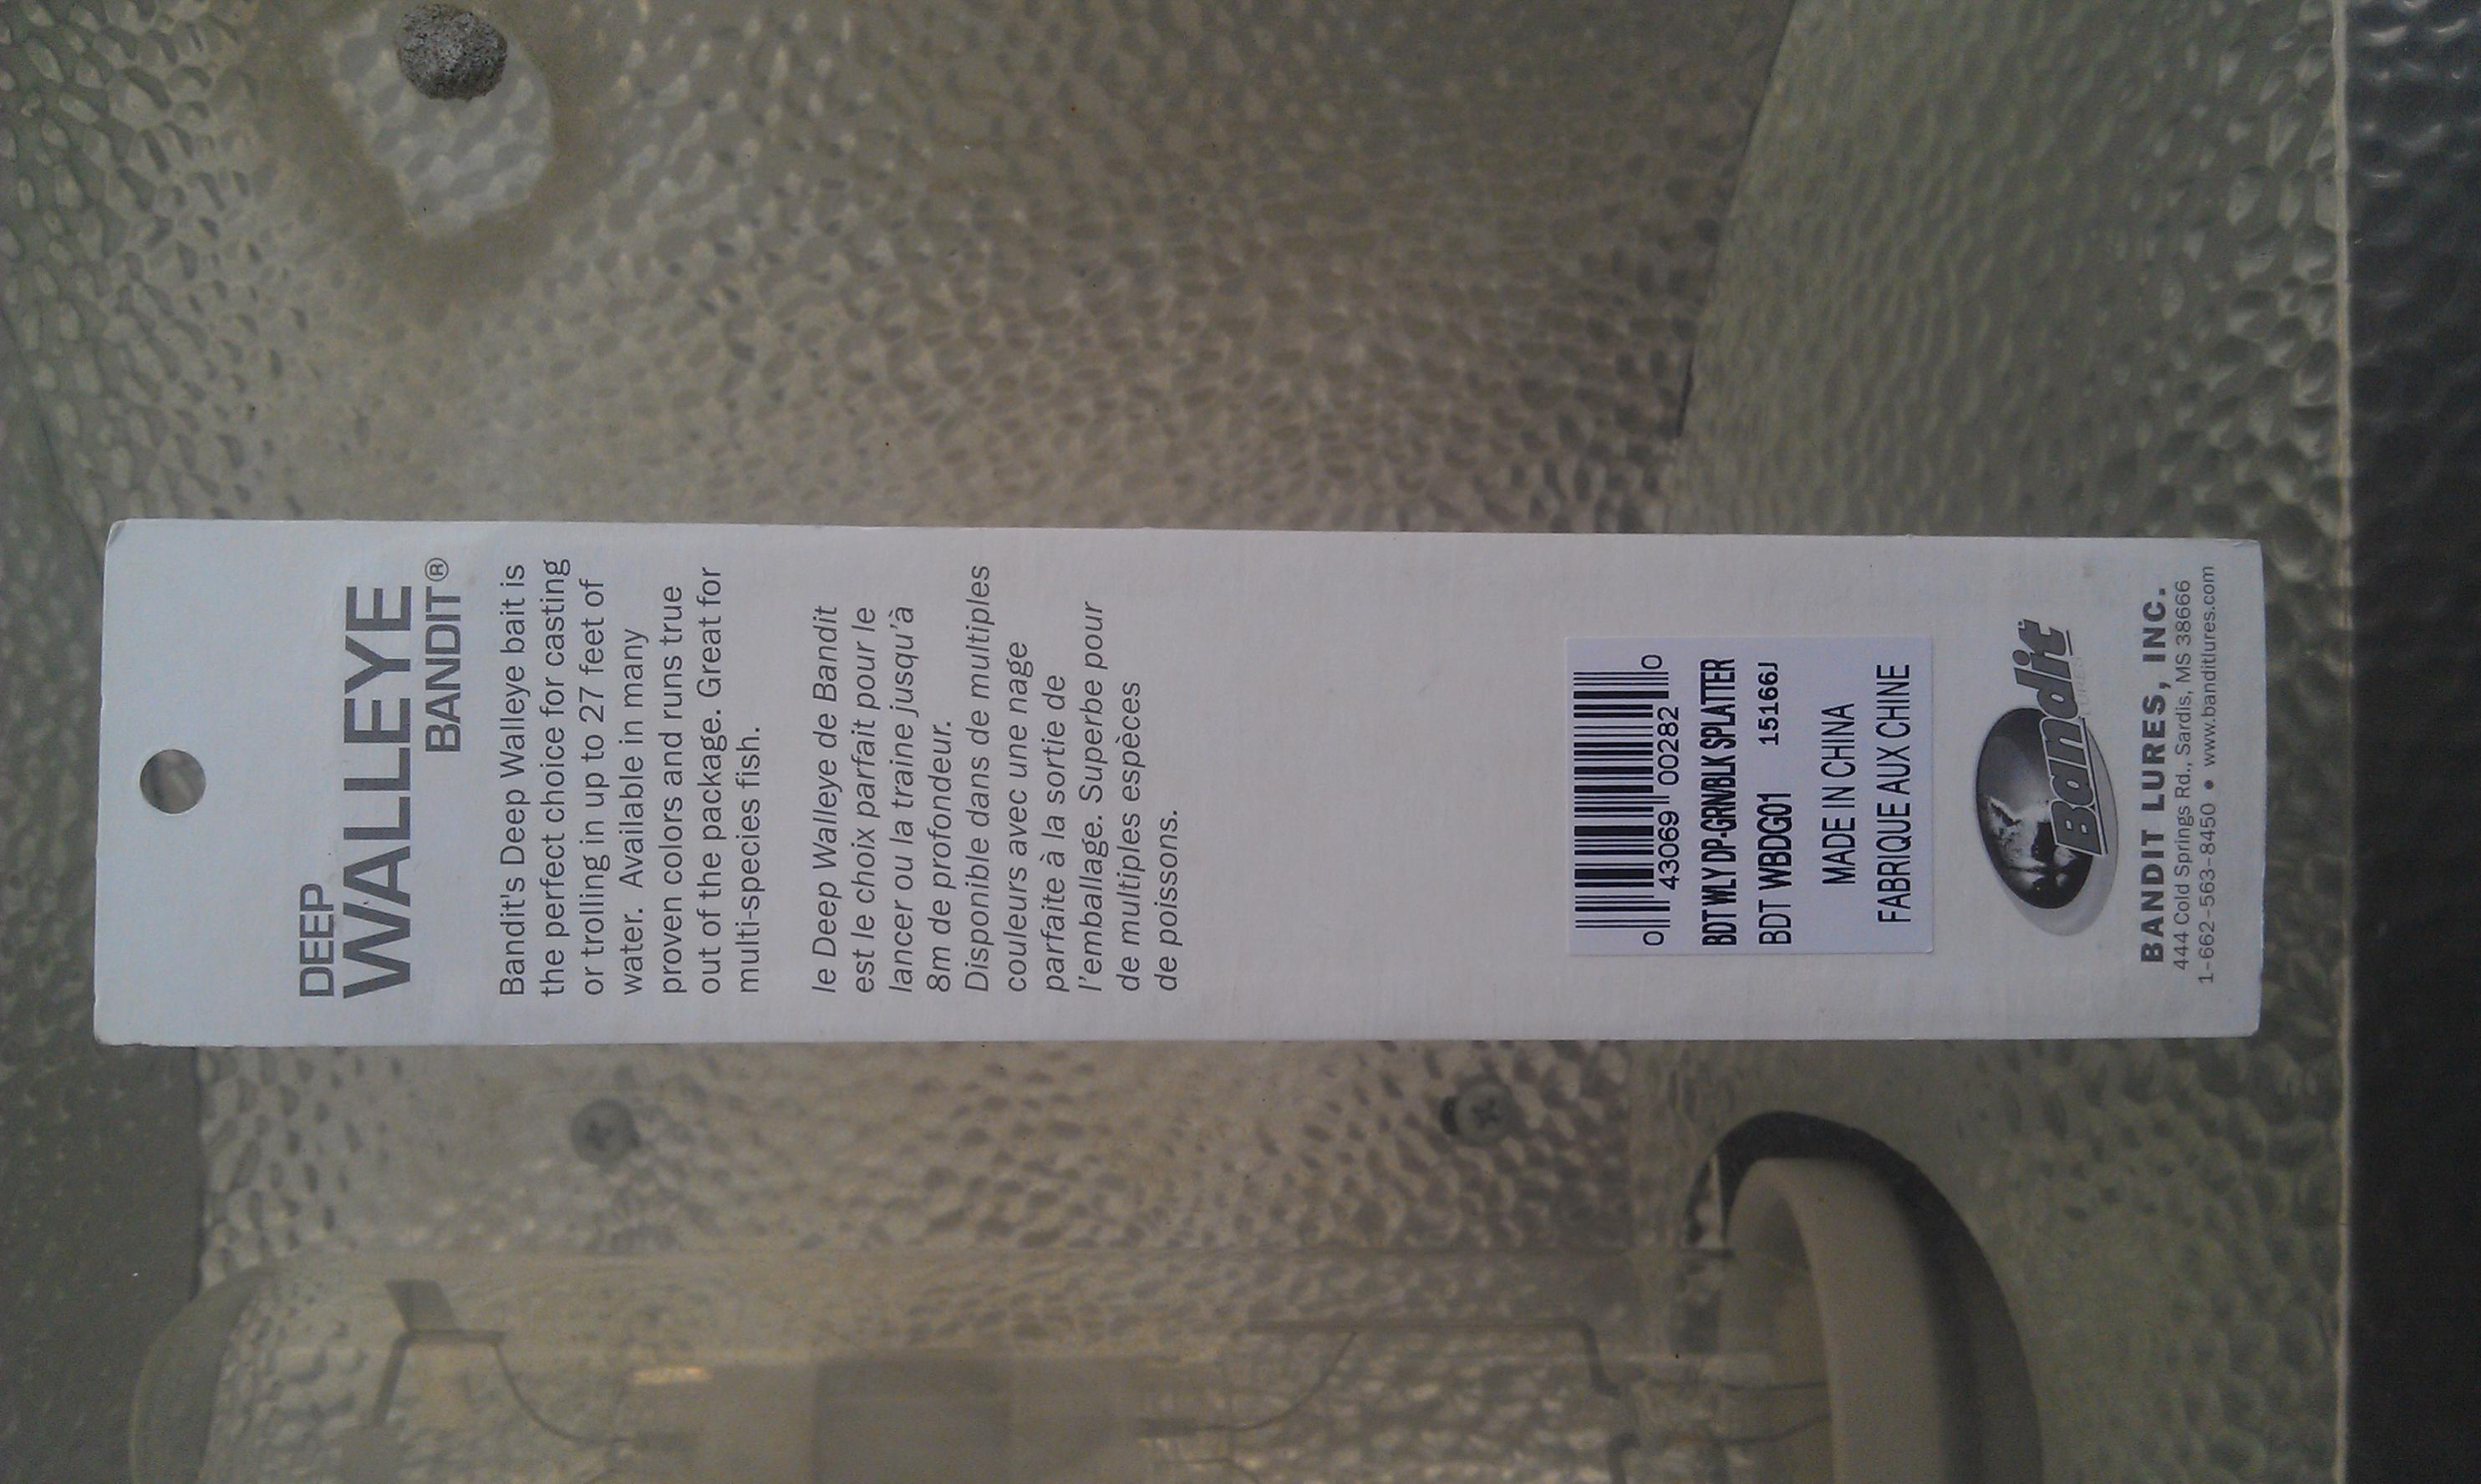 DEEP
WALLEYE
BANDIT®
Bandit's Deep Walleye bait is
the perfect choice for casting
or trolling in up to 27 feet of
water. Available in many
proven colors and runs true
out of the package. Great for
multi-species fish.
le Deep Walleye de Bandit
est le choix parfait pour le
lancer ou la traine jusqu'à
8m de profondeur.
Disponible dans de multiples
couleurs avec une nage
parfaite à la sortie de
l'emballage. Superbe pour
de multiples espèces
de poissons.
0 43069 00282 0
BDT WLY DP-GRN/BLK SPLATTER
BDT WBDG01 15166J
MADE IN CHINA
FABRIQUE AUX CHINE
Bandit
LURES
BANDIT LURES, INC.
444 Cold Springs Rd., Sardis, MS 38666
1-662-563-8450 • www.banditlures.com